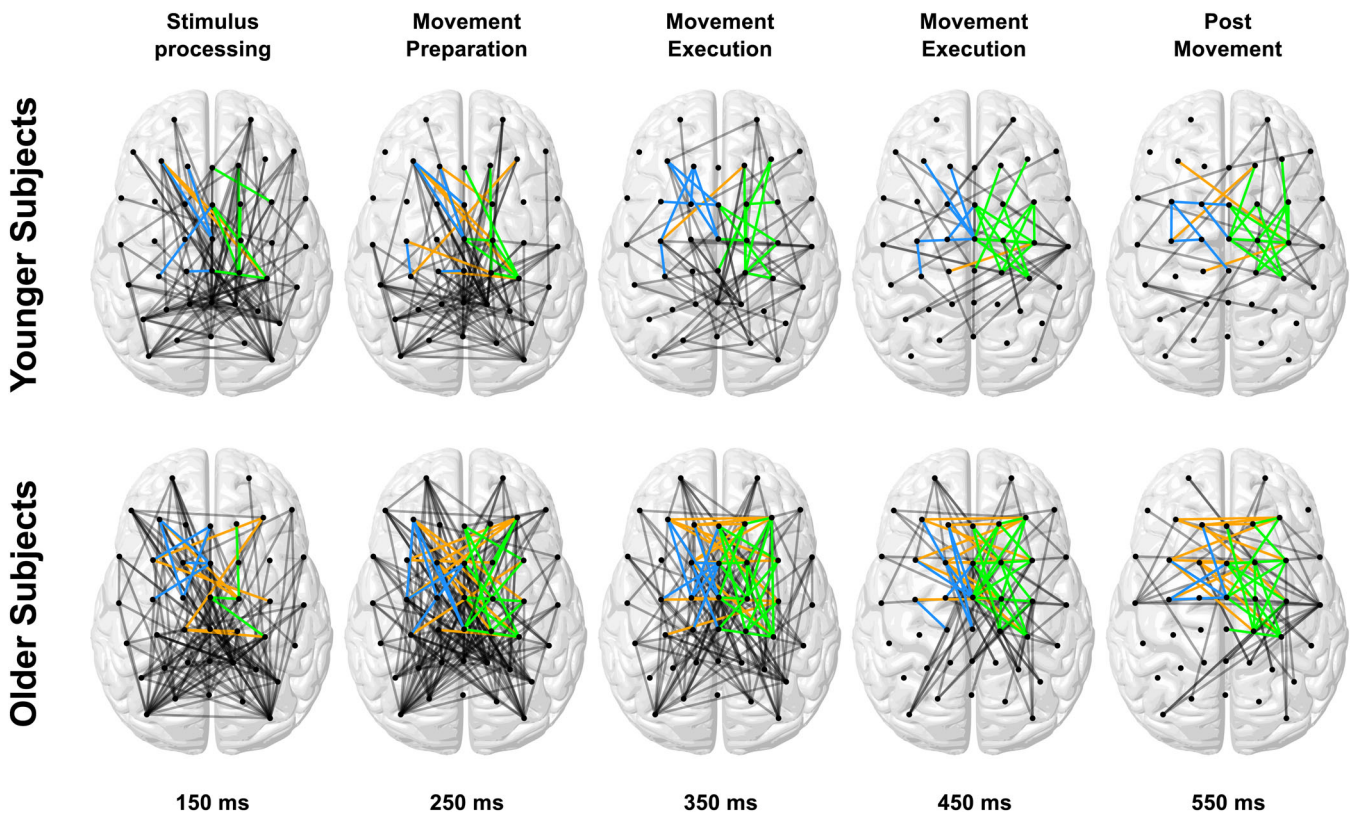 Stimulus
processing
Movement
Preparation
Movement
Execution
Movement
Execution
Post
Movement
Younger Subjects
Older Subjects
150 ms
250 ms
350 ms
450 ms
550 ms